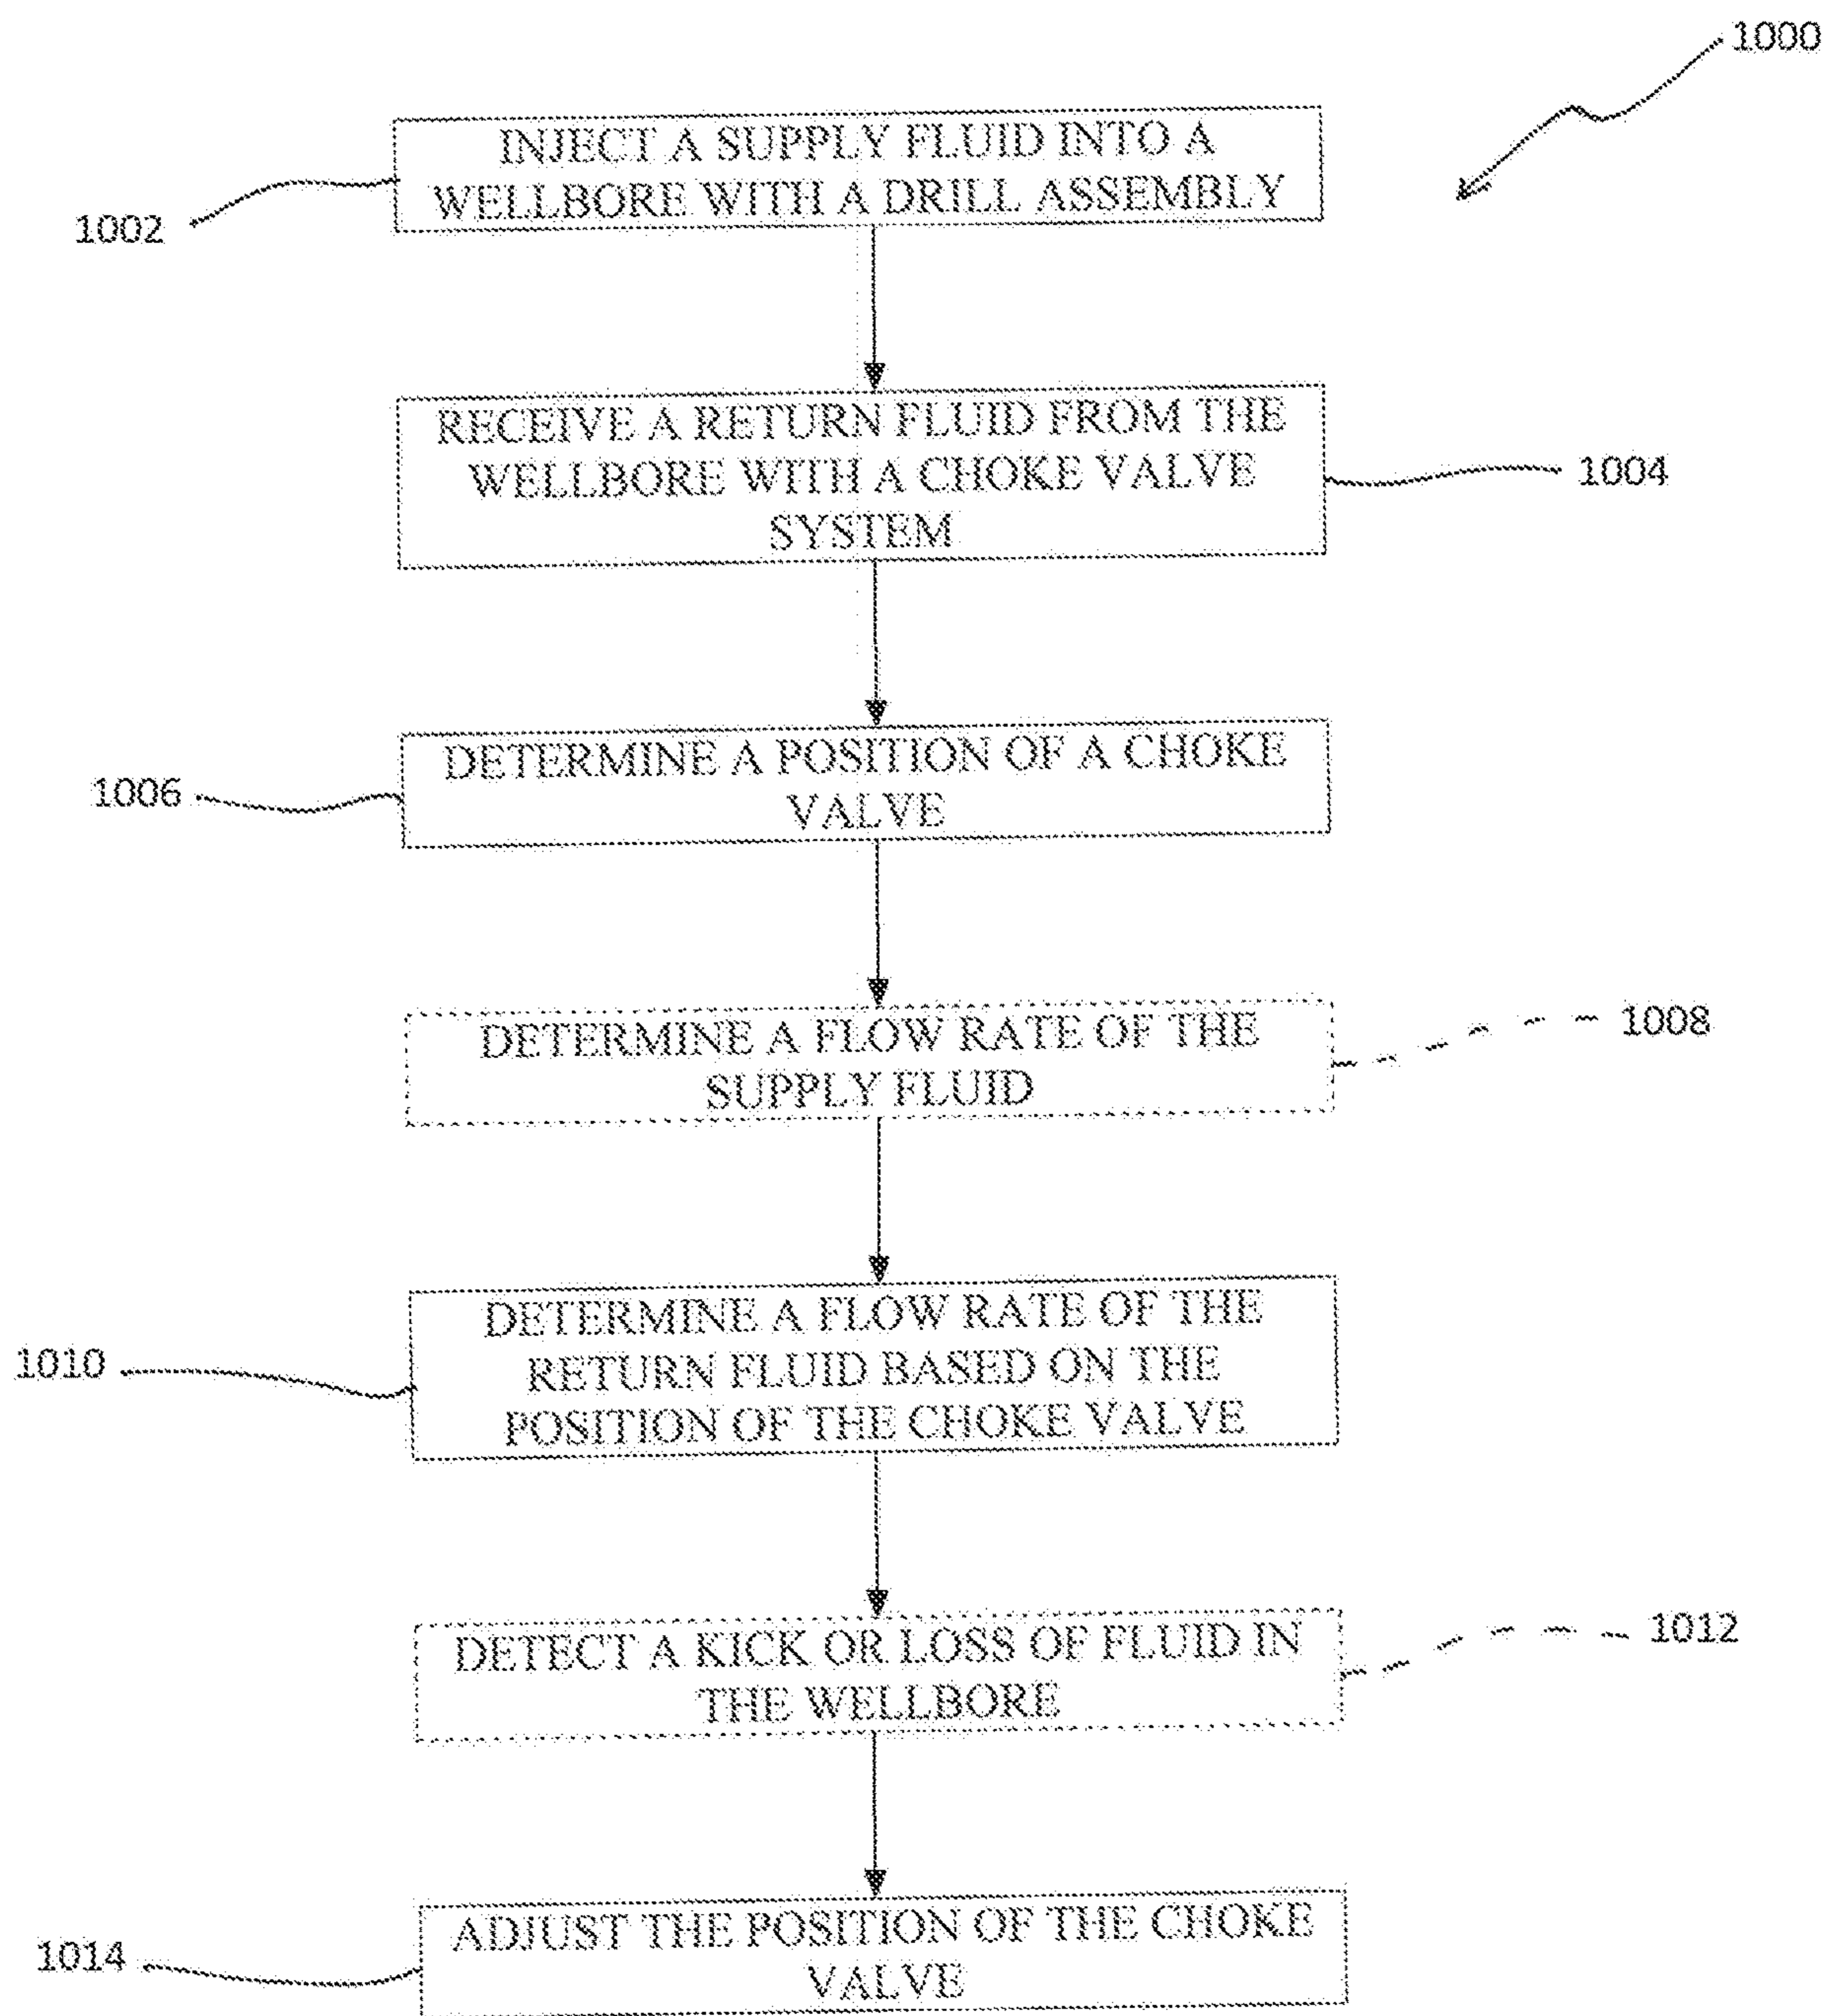 1000
INJECT A SUPPLY FLUID INTO A
WELLBORE WITH A DRILL ASSEMBLY
1002
RECEIVE A RETURN FLUID FROM THE
WELLBORE WITH A CHOKE VALVE
SYSTEM
1004
DETERMINE A POSITION OF A CHOKE
VALVE
1006
DETERMINE A FLOW RATE OF THE
SUPPLY FLUID
1008
DETERMINE A FLOW RATE OF THE
RETURN FLUID BASED ON THE
POSITION OF THE CHOKE VALVE
1010
DETECT A KICK OR LOSS OF FLUID IN
THE WELLBORE
1012
ADJUST THE POSITION OF THE CHOKE
VALVE
1014